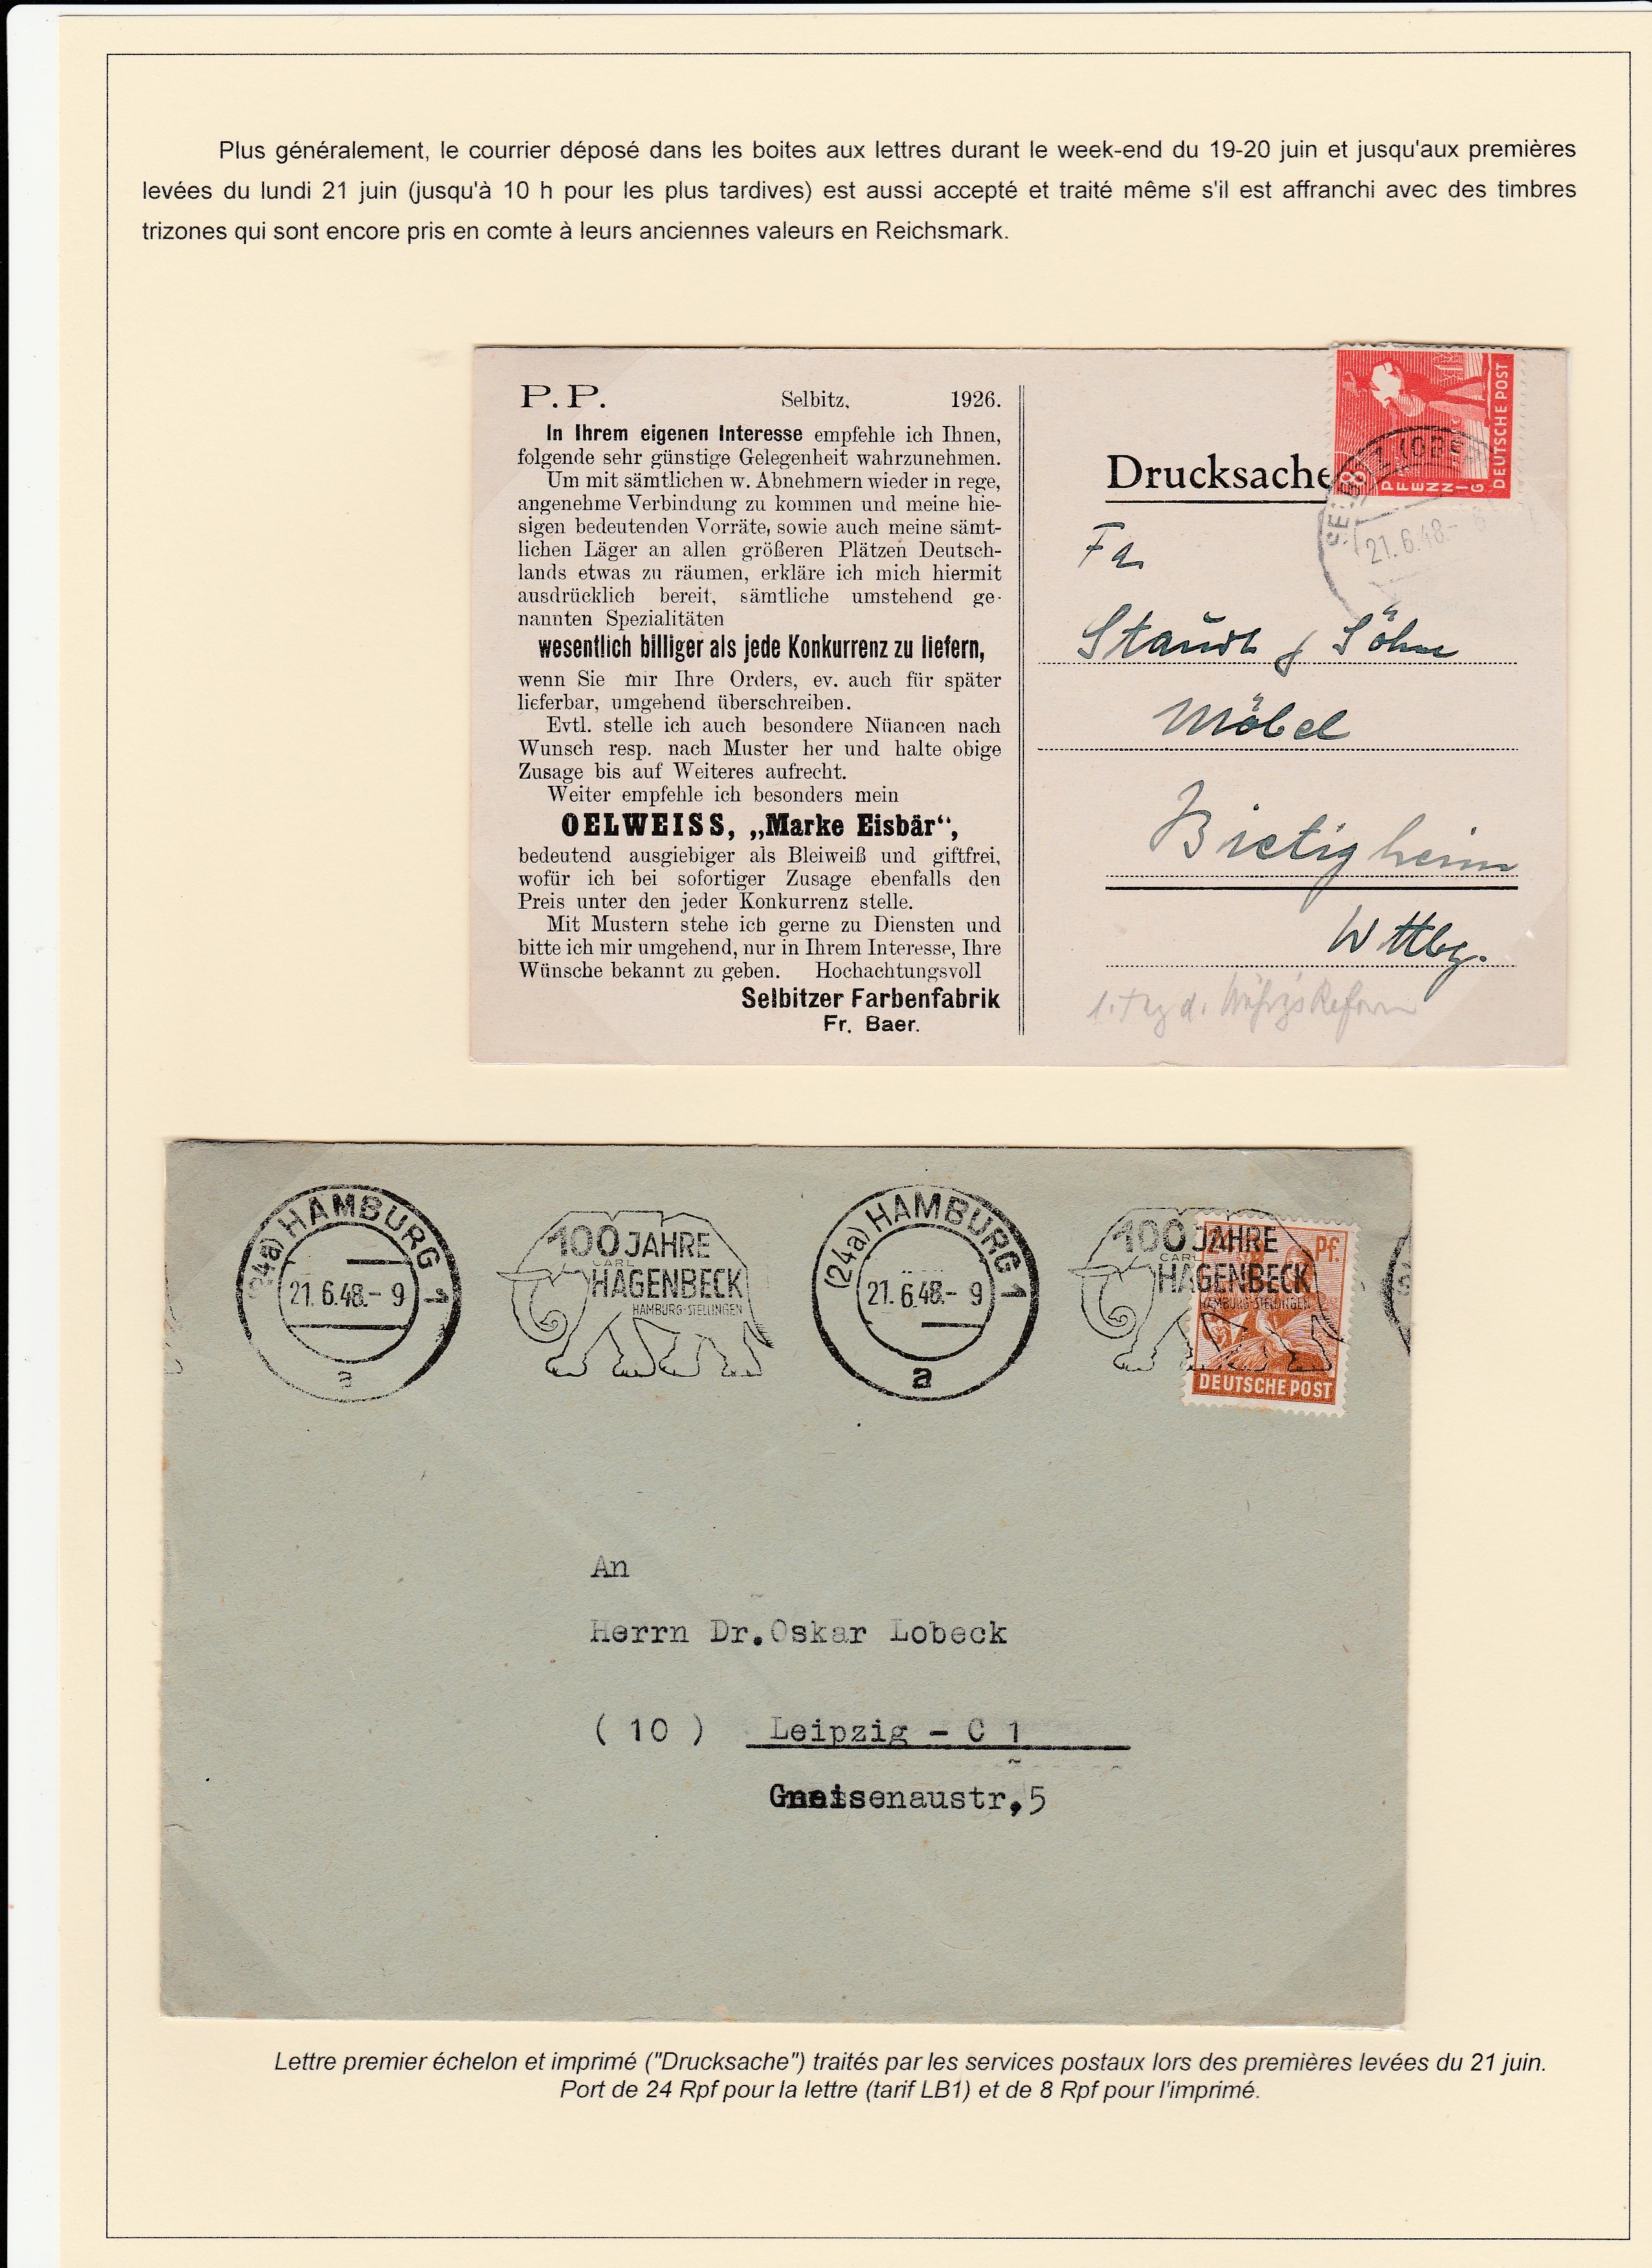 Plus généralement, le courrier déposé dans les boites aux lettres durant le week-end du 19-20 juin et jusqu'aux premières
levées du lundi 21 juin (jusqu'à 10 h pour les plus tardives) est aussi accepté et traité même s'il est affranchi avec des timbres
trizones qui sont encore pris en comte à leurs anciennes valeurs en Reichsmark.
P. P. Selbitz, 1926.
In Ihrem eigenen Interesse empfehle ich Ihnen,
folgende sehr günstige Gelegenheit wahrzunehmen.
Um mit sämtlichen w. Abnehmern wieder in rege,
angenehme Verbindung zu kommen und meine hie-
sigen bedeutenden Vorräte, sowie auch meine sämt-
lichen Läger an allen größeren Plätzen Deutsch-
lands etwas zu räumen, erkläre ich mich hiermit
ausdrücklich bereit, sämtliche umstehend ge-
nannten Spezialitäten
wesentlich billiger als jede Konkurrenz zu liefern,
wenn Sie mir Ihre Orders, ev. auch für später
lieferbar, umgehend überschreiben.
Evtl. stelle ich auch besondere Nüancen nach
Wunsch resp. nach Muster her und halte obige
Zusage bis auf Weiteres aufrecht.
Weiter empfehle ich besonders mein
OELWEISS, „Marke Eisbär“,
bedeutend ausgiebiger als Bleiweiß und giftfrei,
wofür ich bei sofortiger Zusage ebenfalls den
Preis unter den jeder Konkurrenz stelle.
Mit Mustern stehe ich gerne zu Diensten und
bitte ich mir umgehend, nur in Ihrem Interesse, Ihre
Wünsche bekannt zu geben. Hochachtungsvoll
Selbitzer Farbenfabrik
Fr. Baer.
8 PFENNIG DEUTSCHE POST
21.6.48.- 8
Drucksache
Fa
Staudt & Söhne
Möbel
Bietigheim
Wttbg.
1. Tag d. Währgs Reform
(24a) HAMBURG 1
21.6.48.- 9
a
100 JAHRE
CARL
HAGENBECK
HAMBURG-STELLINGEN
(24a) HAMBURG 1
21.6.48.- 9
a
100 JAHRE
CARL
HAGENBECK
HAMBURG-STELLINGEN
24 Pf.
DEUTSCHE POST
An
Herrn Dr.Oskar Lobeck
( 10 ) Leipzig - C 1
Gneisenaustr,5
Lettre premier échelon et imprimé ("Drucksache") traités par les services postaux lors des premières levées du 21 juin.
Port de 24 Rpf pour la lettre (tarif LB1) et de 8 Rpf pour l'imprimé.